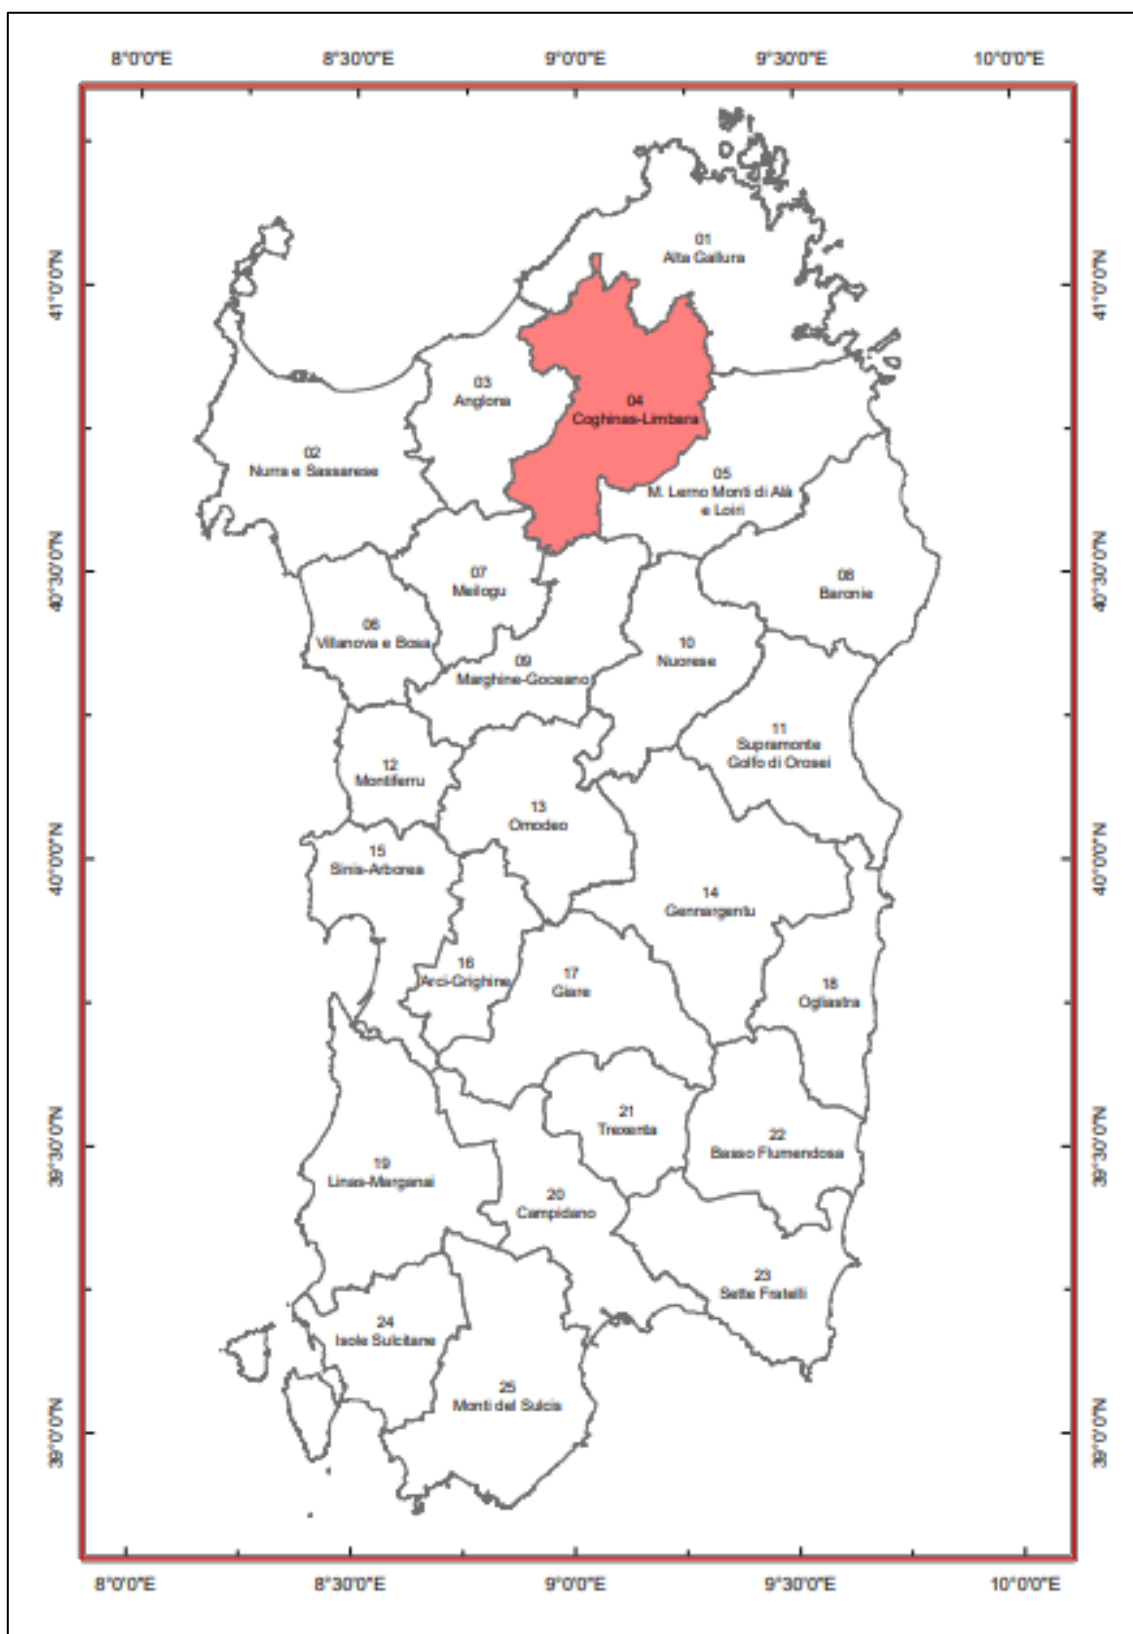 8°0'0"E
8°30'0"E
9°0'0"E
9°30'0"E
10°0'0"E
01
Alta Gallura
41°0'0"N
41°0'0"N
03
Anglona
04
Coghinas-Limbara
02
Nurra e Sassarese
05
M. Lerno Monti di Alà
e Loiri
40°30'0"N
40°30'0"N
07
Meilogu
08
Baronie
06
Villanova e Bosa
10
Nuorese
09
Marghine-Goceano
11
Supramonte
Golfo di Orosei
12
Montiferru
13
Omodeo
40°0'0"N
40°0'0"N
15
Sinis-Arborea
14
Gennargentu
16
Arci-Grighine
17
Giare
18
Ogliastra
21
Trexenta
22
Basso Flumendosa
39°30'0"N
39°30'0"N
19
Linas-Marganai
20
Campidano
23
Sette Fratelli
24
Isole Sulcitane
25
Monti del Sulcis
39°0'0"N
39°0'0"N
8°0'0"E
8°30'0"E
9°0'0"E
9°30'0"E
10°0'0"E